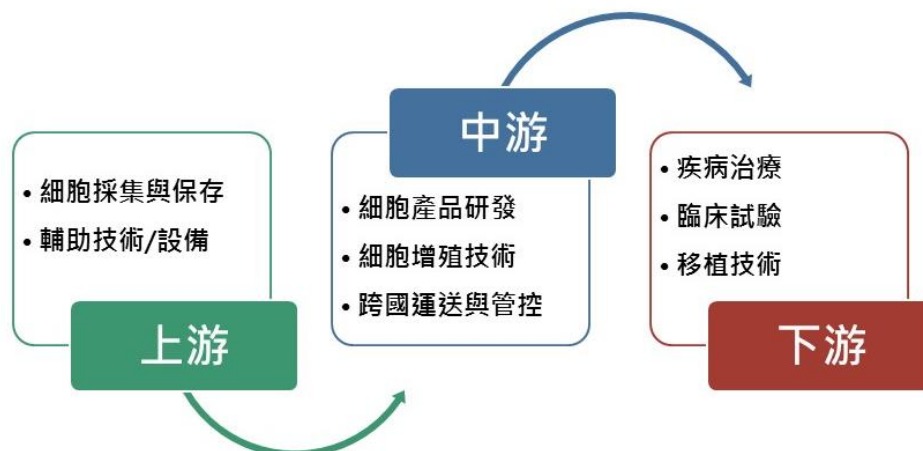 • 細胞採集與保存
• 輔助技術/設備
上游
中游
• 細胞產品研發
• 細胞增殖技術
• 跨國運送與管控
• 疾病治療
• 臨床試驗
• 移植技術
下游